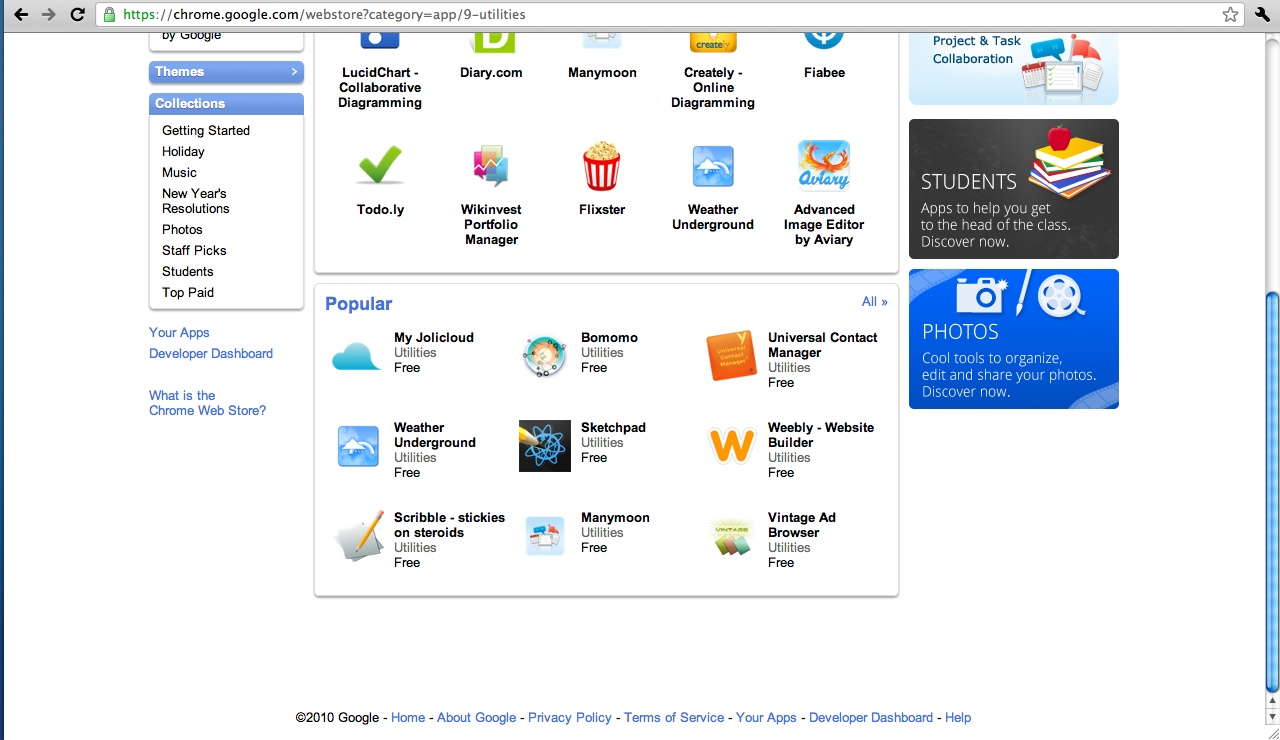 https://chrome.google.com/webstore?category=app/9-utilities
by Google
Themes >
Collections
Getting Started
Holiday
Music
New Year's
Resolutions
Photos
Staff Picks
Students
Top Paid
Your Apps
Developer Dashboard
What is the
Chrome Web Store?
creately
LucidChart -
Collaborative
Diagramming
Diary.com
Manymoon
Creately -
Online
Diagramming
Fiabee
Todo.ly
Wikinvest
Portfolio
Manager
Flixster
Weather
Underground
Aviary
Advanced
Image Editor
by Aviary
Popular
All »
My Jolicloud
Utilities
Free
Bomomo
Utilities
Free
Universal
Contact
Manager
Universal Contact
Manager
Utilities
Free
Weather
Underground
Utilities
Free
Sketchpad
Utilities
Free
W
Weebly - Website
Builder
Utilities
Free
Scribble - stickies
on steroids
Utilities
Free
Manymoon
Utilities
Free
VINTAGE
Vintage Ad
Browser
Utilities
Free
Project & Task
Collaboration
STUDENTS
Apps to help you get
to the head of the class.
Discover now.
PHOTOS
Cool tools to organize,
edit and share your photos.
Discover now.
©2010 Google - Home - About Google - Privacy Policy - Terms of Service - Your Apps - Developer Dashboard - Help